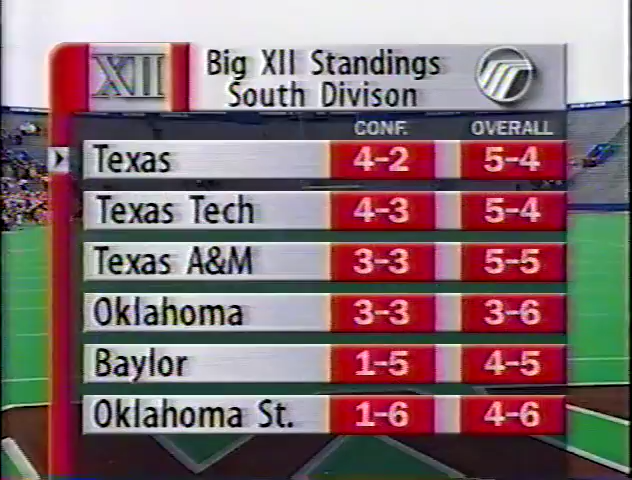 XII
Big XII Standings
South Divison
CONF. OVERALL
Texas 4-2 5-4
Texas Tech 4-3 5-4
Texas A&M 3-3 5-5
Oklahoma 3-3 3-6
Baylor 1-5 4-5
Oklahoma St. 1-6 4-6